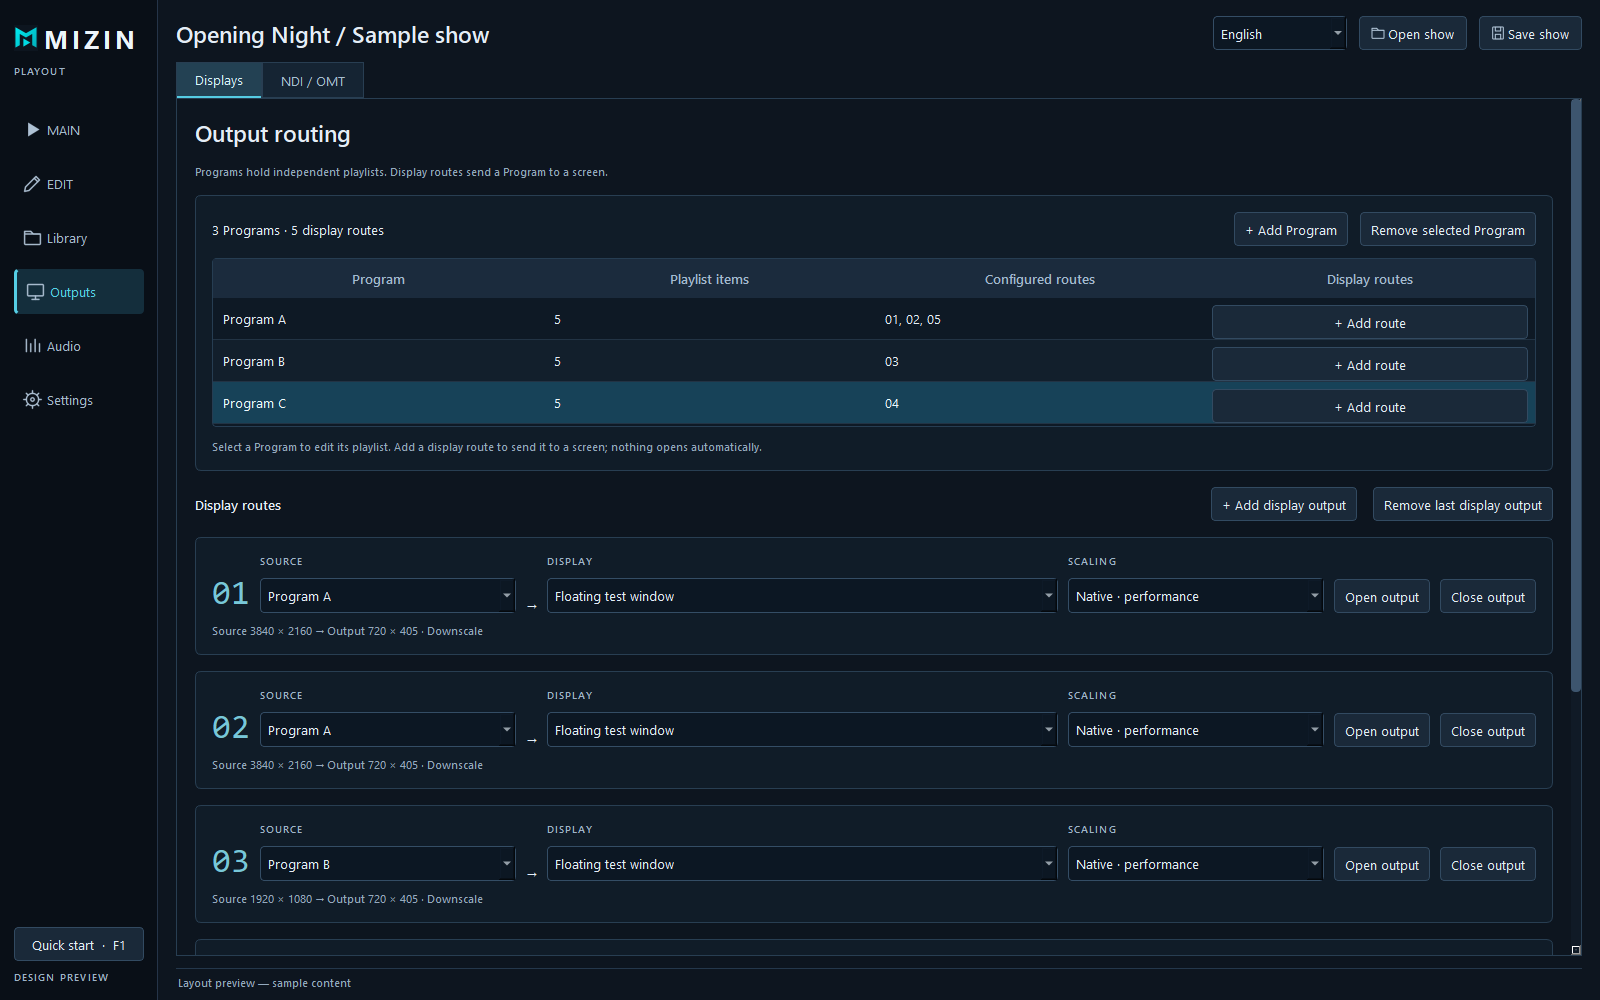 MIZIN
PLAYOUT
Opening Night / Sample show
English
Open show
Save show
MAIN
EDIT
Library
Outputs
Audio
Settings
Quick start · F1
DESIGN PREVIEW
Displays
NDI / OMT
Output routing
Programs hold independent playlists. Display routes send a Program to a screen.
3 Programs · 5 display routes
+ Add Program
Remove selected Program
Program Playlist items Configured routes Display routes
Program A 5 01, 02, 05 + Add route
Program B 5 03 + Add route
Program C 5 04 + Add route
Select a Program to edit its playlist. Add a display route to send it to a screen; nothing opens automatically.
Display routes
+ Add display output
Remove last display output
SOURCE DISPLAY SCALING
01 Program A → Floating test window Native · performance Open output Close output
Source 3840 × 2160 → Output 720 × 405 · Downscale
SOURCE DISPLAY SCALING
02 Program A → Floating test window Native · performance Open output Close output
Source 3840 × 2160 → Output 720 × 405 · Downscale
SOURCE DISPLAY SCALING
03 Program B → Floating test window Native · performance Open output Close output
Source 1920 × 1080 → Output 720 × 405 · Downscale
Layout preview — sample content